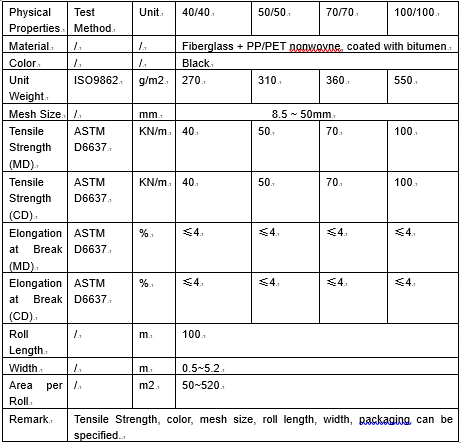 Physical Properties Test Method Unit 40/40 50/50 70/70 100/100
Material / / Fiberglass + PP/PET nonwoyne, coated with bitumen
Color / / Black
Unit Weight ISO9862 g/m2 270 310 360 550
Mesh Size / mm 8.5 ~ 50mm
Tensile Strength (MD) ASTM D6637 KN/m 40 50 70 100
Tensile Strength (CD) ASTM D6637 KN/m 40 50 70 100
Elongation at Break (MD) ASTM D6637 % ≤4 ≤4 ≤4 ≤4
Elongation at Break (CD) ASTM D6637 % ≤4 ≤4 ≤4 ≤4
Roll Length / m 100
Width / m 0.5~5.2
Area per Roll / m2 50~520
Remark Tensile Strength, color, mesh size, roll length, width, packaging can be specified.